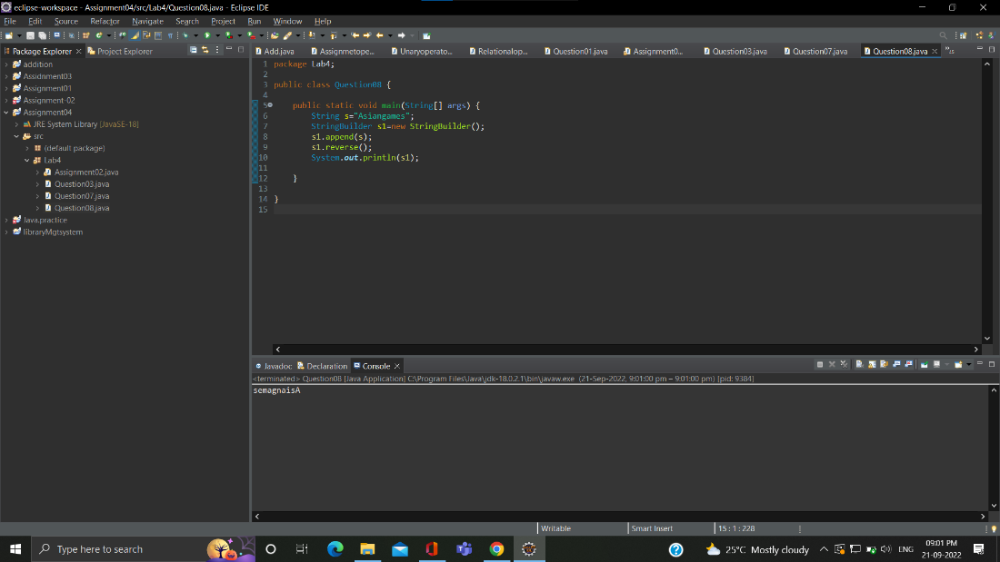 eclipse-workspace - Assignment04/src/Lab4/Question08.java - Eclipse IDE
File Edit Source Refactor Navigate Search Project Run Window Help
Package Explorer Project Explorer
addition
Assidnment03
Assignment01
Assigment-02
Assignment04
JRE System Library [JavaSE-18]
src
(default package)
Lab4
Assignment02.java
Question03.java
Question07.java
Question08.java
Java.practice
libraryMgtsystem
Add.java Assignmetope... Unaryoperato... Relationalop... Question01.java Assignment0... Question03.java Question07.java Question08.java
1 package Lab4;
2
3 public class Question08 {
4
5 public static void main(String[] args) {
6 String s="Asiangames";
7 StringBuilder s1=new StringBuilder();
8 s1.append(s);
9 s1.reverse();
10 System.out.println(s1);
11
12 }
13
14 }
15
Javadoc Declaration Console
<terminated> Question08 [Java Application] C:\Program Files\Java\jdk-18.0.2.1\bin\javaw.exe (21-Sep-2022, 9:01:00 pm – 9:01:00 pm) [pid: 9384]
semagnaisA
Writable Smart Insert 15 : 1 : 228
Type here to search
25°C Mostly cloudy ENG 09:01 PM
21-09-2022